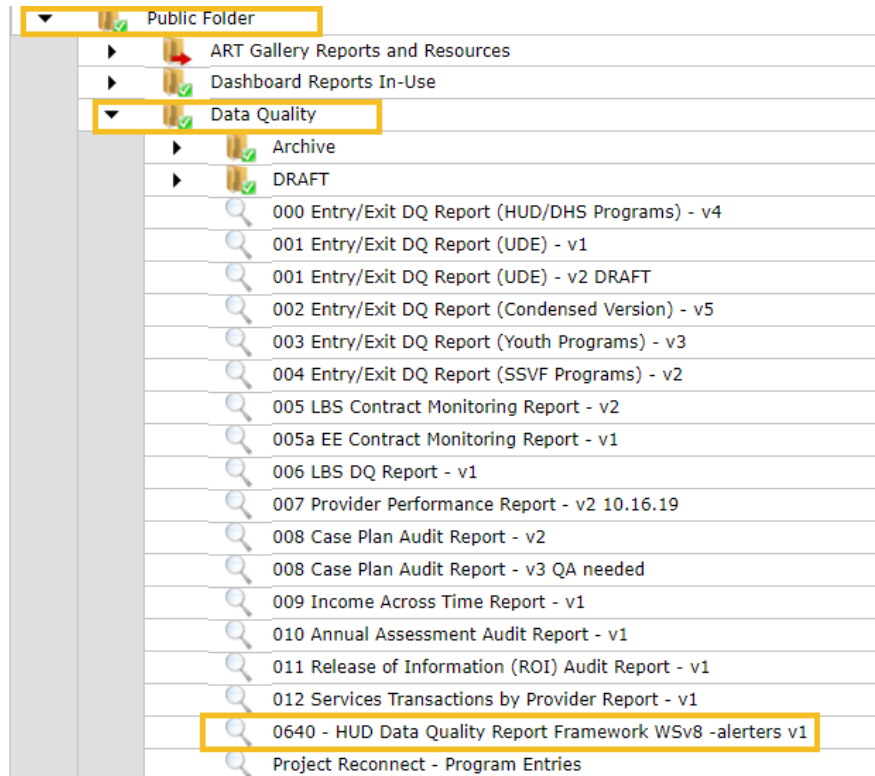 Public Folder
ART Gallery Reports and Resources
Dashboard Reports In-Use
Data Quality
Archive
DRAFT
000 Entry/Exit DQ Report (HUD/DHS Programs) - v4
001 Entry/Exit DQ Report (UDE) - v1
001 Entry/Exit DQ Report (UDE) - v2 DRAFT
002 Entry/Exit DQ Report (Condensed Version) - v5
003 Entry/Exit DQ Report (Youth Programs) - v3
004 Entry/Exit DQ Report (SSVF Programs) - v2
005 LBS Contract Monitoring Report - v2
005a EE Contract Monitoring Report - v1
006 LBS DQ Report - v1
007 Provider Performance Report - v2 10.16.19
008 Case Plan Audit Report - v2
008 Case Plan Audit Report - v3 QA needed
009 Income Across Time Report - v1
010 Annual Assessment Audit Report - v1
011 Release of Information (ROI) Audit Report - v1
012 Services Transactions by Provider Report - v1
0640 - HUD Data Quality Report Framework WSv8 -alerters v1
Project Reconnect - Program Entries